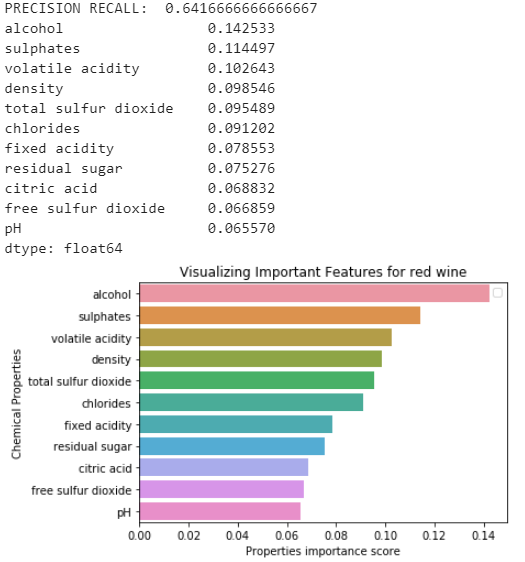 PRECISION RECALL:  0.6416666666666667
alcohol                 0.142533
sulphates               0.114497
volatile acidity        0.102643
density                 0.098546
total sulfur dioxide    0.095489
chlorides               0.091202
fixed acidity           0.078553
residual sugar          0.075276
citric acid             0.068832
free sulfur dioxide     0.066859
pH                      0.065570
dtype: float64
Visualizing Important Features for red wine
Chemical Properties
alcohol
sulphates
volatile acidity
density
total sulfur dioxide
chlorides
fixed acidity
residual sugar
citric acid
free sulfur dioxide
pH
0.00 0.02 0.04 0.06 0.08 0.10 0.12 0.14
Properties importance score